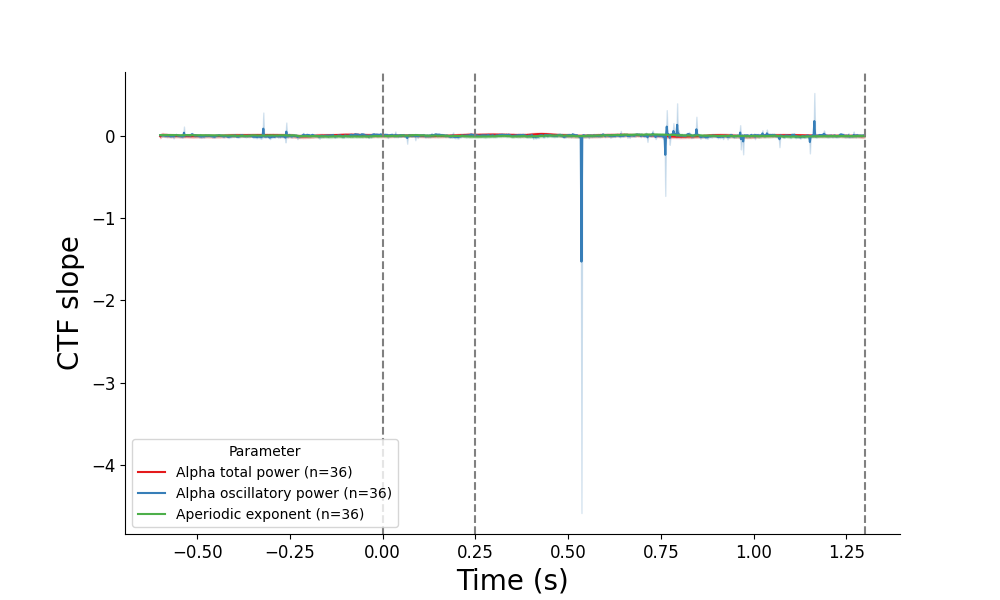 0
−1
−2
−3
−4
CTF slope
Parameter
Alpha total power (n=36)
Alpha oscillatory power (n=36)
Aperiodic exponent (n=36)
−0.50
−0.25
0.00
0.25
0.50
0.75
1.00
1.25
Time (s)